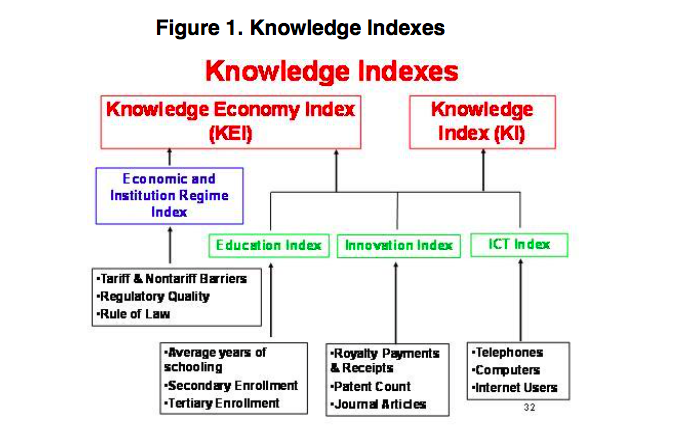 Figure 1. Knowledge Indexes
Knowledge Indexes
Knowledge Economy Index
(KEI)
Knowledge
Index (KI)
Economic and
Institution Regime
Index
Education Index
Innovation Index
ICT Index
•Tariff & Nontariff Barriers
•Regulatory Quality
•Rule of Law
•Average years of
schooling
•Secondary Enrollment
•Tertiary Enrollment
•Royalty Payments
& Receipts
•Patent Count
•Journal Articles
•Telephones
•Computers
•Internet Users
32